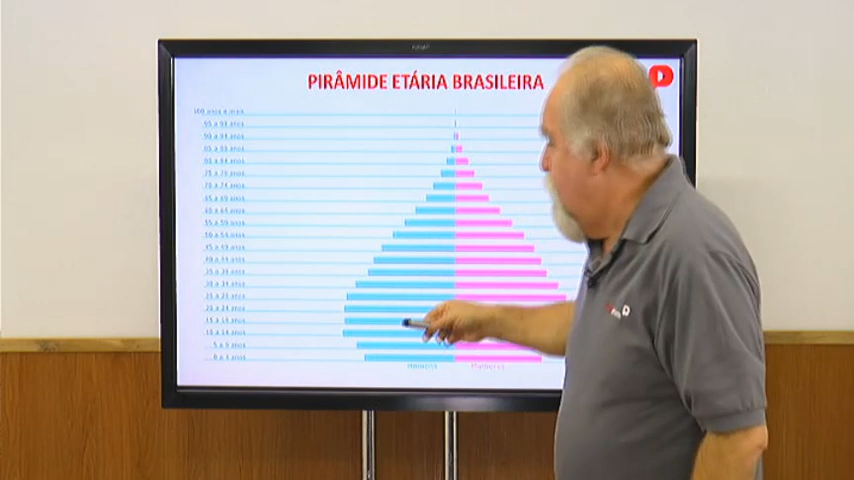 PIRÂMIDE ETÁRIA BRASILEIRA
100 anos e mais
95 a 99 anos
90 a 94 anos
85 a 89 anos
80 a 84 anos
75 a 79 anos
70 a 74 anos
65 a 69 anos
60 a 64 anos
55 a 59 anos
50 a 54 anos
45 a 49 anos
40 a 44 anos
35 a 39 anos
30 a 34 anos
25 a 29 anos
20 a 24 anos
15 a 19 anos
10 a 14 anos
5 a 9 anos
0 a 4 anos
Homens Mulheres